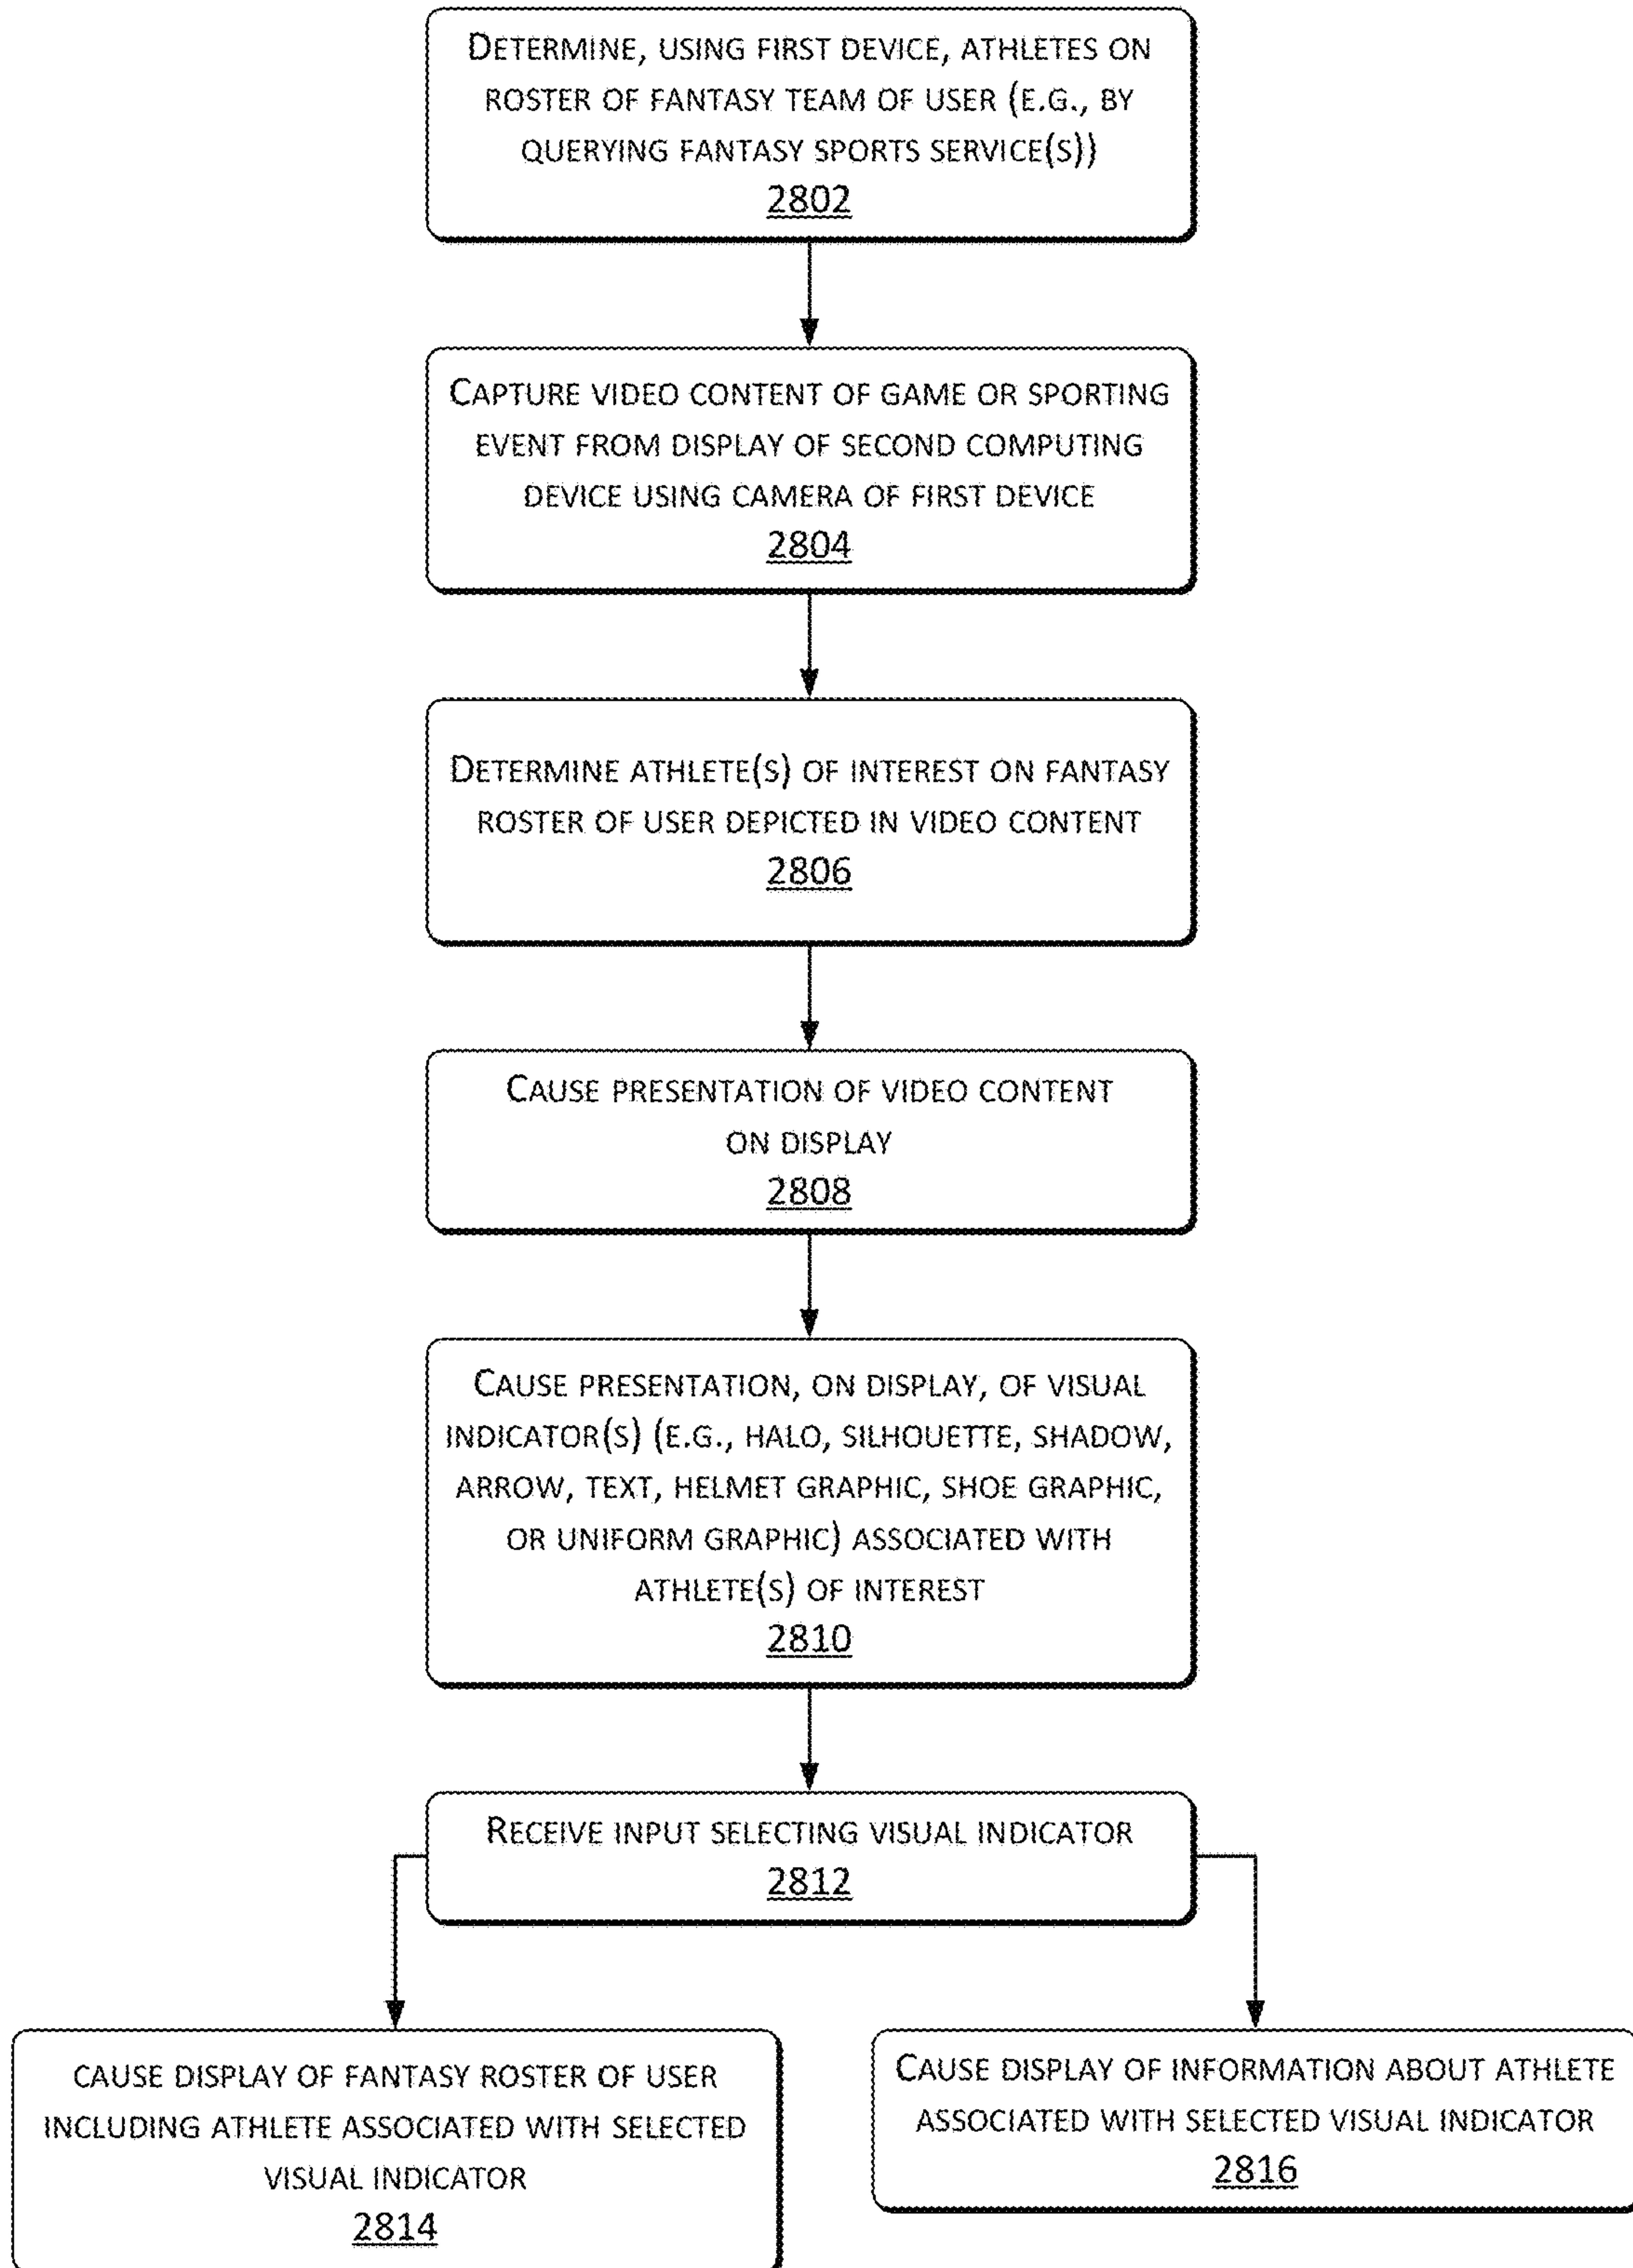 DETERMINE, USING FIRST DEVICE, ATHLETES ON
ROSTER OF FANTASY TEAM OF USER (E.G., BY
QUERYING FANTASY SPORTS SERVICE(S))
2802
CAPTURE VIDEO CONTENT OF GAME OR SPORTING
EVENT FROM DISPLAY OF SECOND COMPUTING
DEVICE USING CAMERA OF FIRST DEVICE
2804
DETERMINE ATHLETE(S) OF INTEREST ON FANTASY
ROSTER OF USER DEPICTED IN VIDEO CONTENT
2806
CAUSE PRESENTATION OF VIDEO CONTENT
ON DISPLAY
2808
CAUSE PRESENTATION, ON DISPLAY, OF VISUAL
INDICATOR(S) (E.G., HALO, SILHOUETTE, SHADOW,
ARROW, TEXT, HELMET GRAPHIC, SHOE GRAPHIC,
OR UNIFORM GRAPHIC) ASSOCIATED WITH
ATHLETE(S) OF INTEREST
2810
RECEIVE INPUT SELECTING VISUAL INDICATOR
2812
CAUSE DISPLAY OF FANTASY ROSTER OF USER
INCLUDING ATHLETE ASSOCIATED WITH SELECTED
VISUAL INDICATOR
2814
CAUSE DISPLAY OF INFORMATION ABOUT ATHLETE
ASSOCIATED WITH SELECTED VISUAL INDICATOR
2816